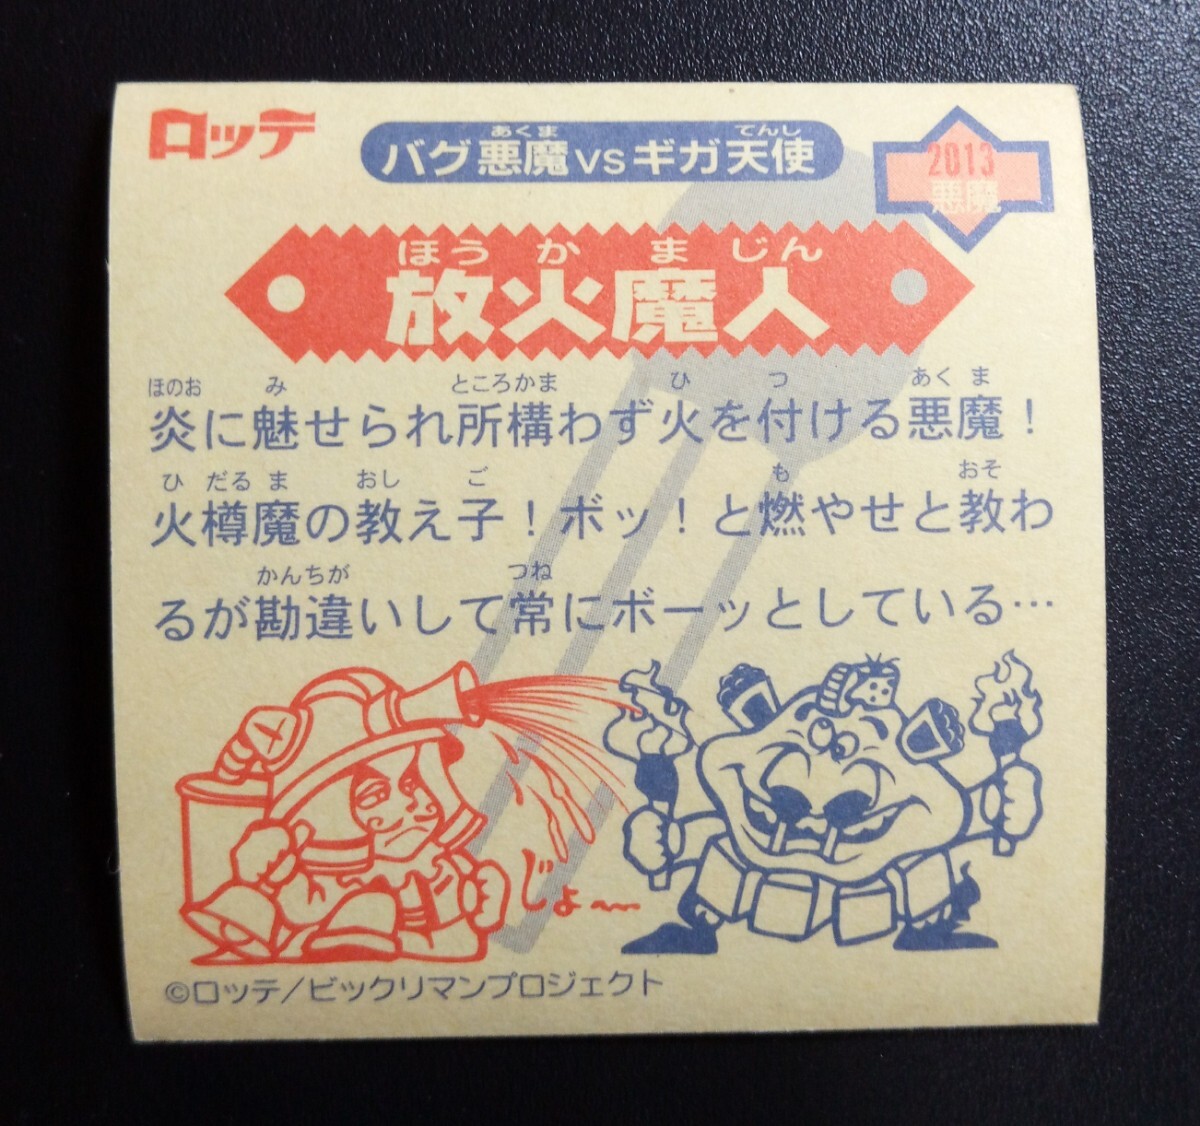 ロッテ
バグ悪魔vsギガ天使
あくま てんし
2013
悪魔
ほうかまじん
放火魔人
ほのお み ところかま ひ つ あくま
炎に魅せられ所構わず火を付ける悪魔！
ひ だる ま おし ご も おそ
火樽魔の教え子！ボッ！と燃やせと教わ
かんちが つね
るが勘違いして常にボーッとしている…
じょ〜
©ロッテ/ビックリマンプロジェクト